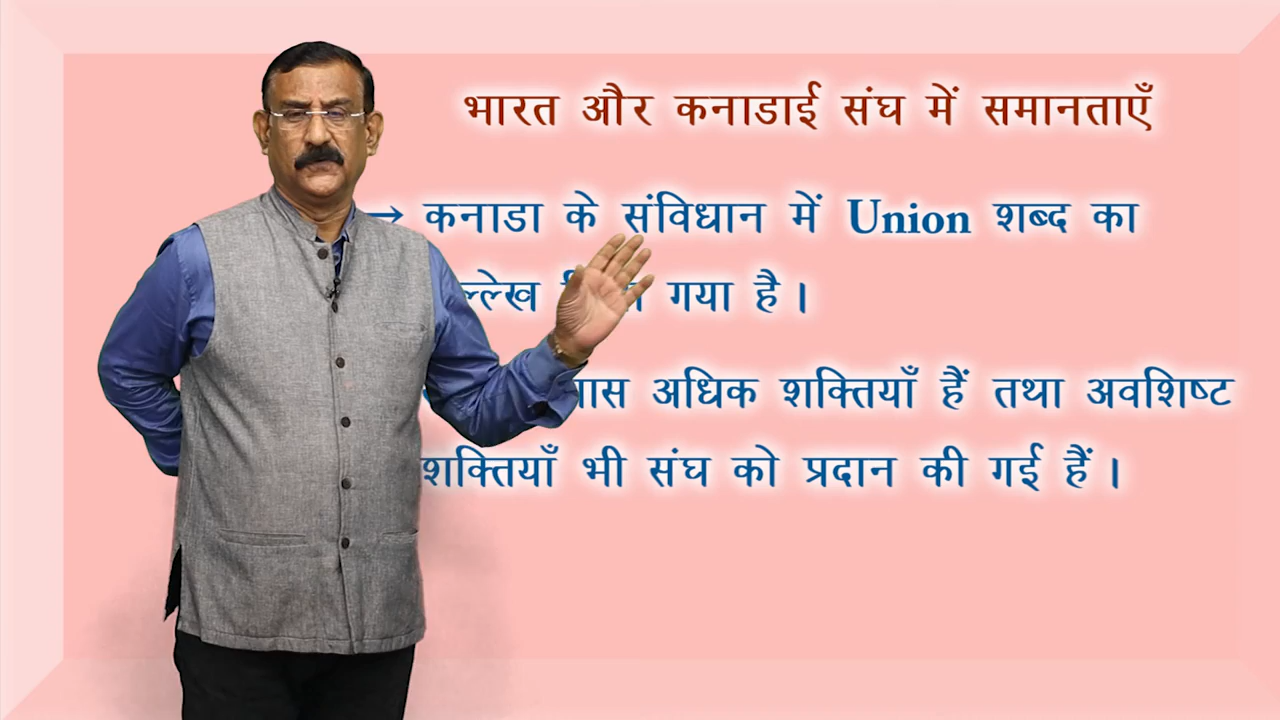 भारत और कनाडाई संघ में समानताएँ
→ कनाडा के संविधान में Union शब्द का
गया है।
अधिक शक्तियाँ हैं तथा अवशिष्ट
शक्तियाँ भी संघ को प्रदान की गई हैं।